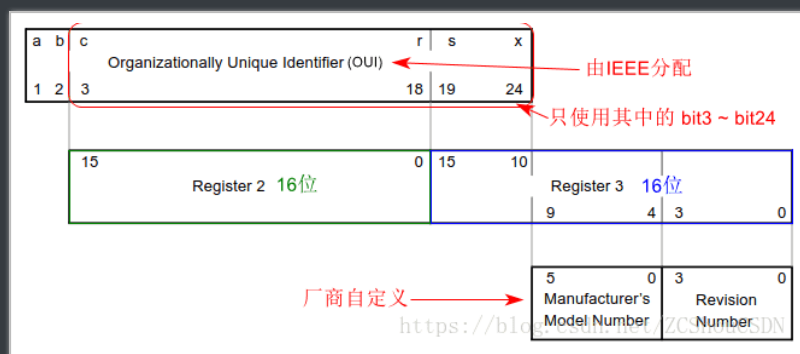 a b c r s x
Organizationally Unique Identifier (OUI)
由IEEE分配
1 2 3 18 19 24
只使用其中的 bit3 ~ bit24
15 0 15 10
Register 2 16位
Register 3 16位
9 4 3 0
5 0 3 0
厂商自定义
Manufacturer's
Model Number
Revision
Number
https://blog.csdn.net/ZCShouCSDN